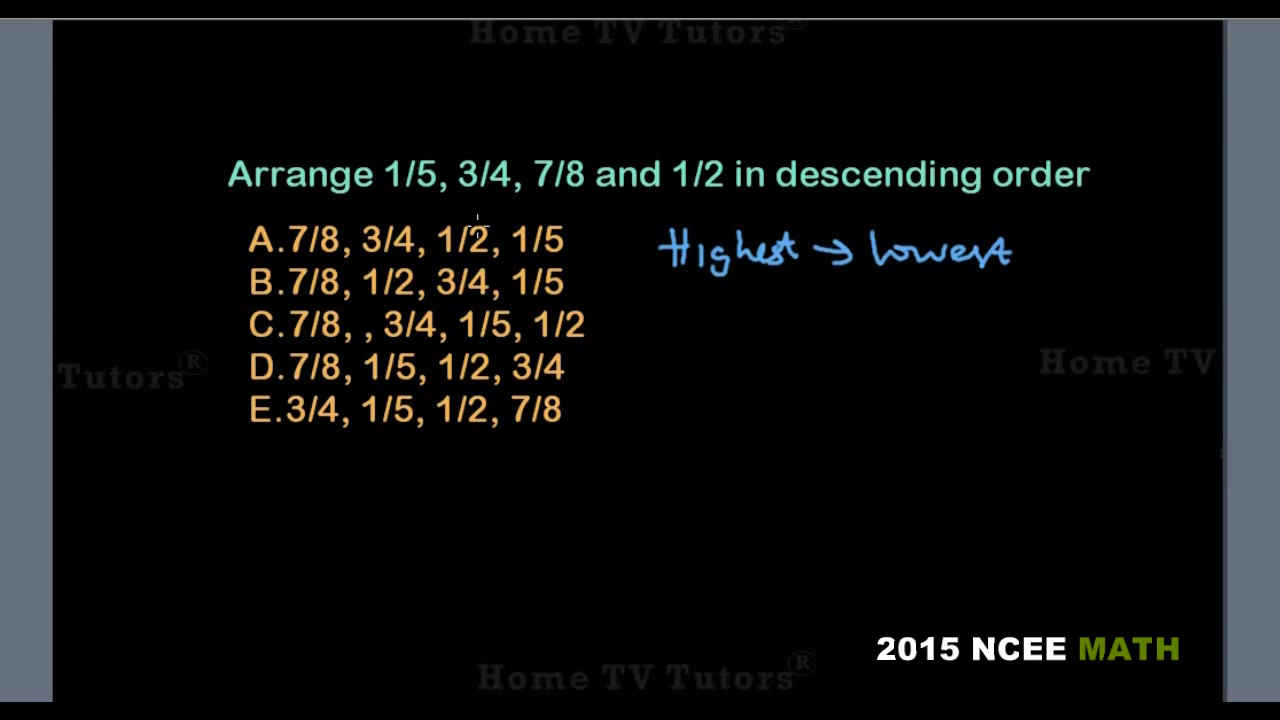 Home TV Tutors®
Arrange 1/5, 3/4, 7/8 and 1/2 in descending order
A.7/8, 3/4, 1/2, 1/5
Highest → lowest
B.7/8, 1/2, 3/4, 1/5
C.7/8, , 3/4, 1/5, 1/2
Tutors®
Home TV
D.7/8, 1/5, 1/2, 3/4
E.3/4, 1/5, 1/2, 7/8
2015 NCEE MATH
Home TV Tutors®